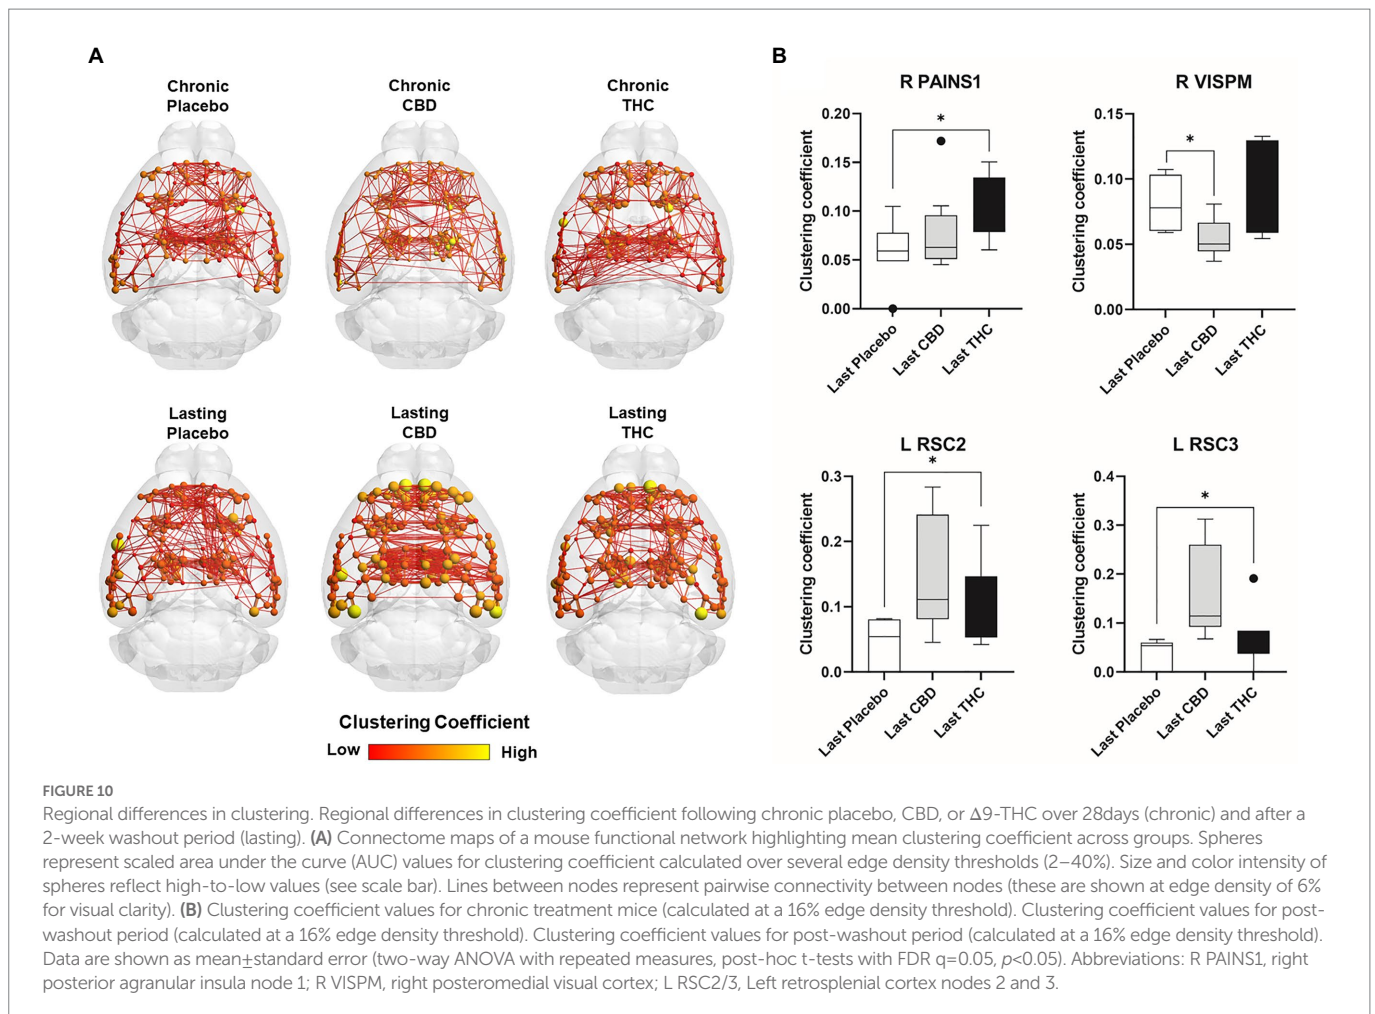 A
Chronic
Placebo
Chronic
CBD
Chronic
THC
Lasting
Placebo
Lasting
CBD
Lasting
THC
Clustering Coefficient
Low
High
B
R PAINS1
Clustering coefficient
0.20
0.15
0.10
0.05
0.00
*
Last Placebo
Last CBD
Last THC
R VISPM
Clustering coefficient
0.15
0.10
0.05
0.00
*
Last Placebo
Last CBD
Last THC
L RSC2
Clustering coefficient
0.3
0.2
0.1
0.0
*
Last Placebo
Last CBD
Last THC
L RSC3
Clustering coefficient
0.4
0.3
0.2
0.1
0.0
*
Last Placebo
Last CBD
Last THC
FIGURE 10
Regional differences in clustering. Regional differences in clustering coefficient following chronic placebo, CBD, or Δ9-THC over 28days (chronic) and after a
2-week washout period (lasting). (A) Connectome maps of a mouse functional network highlighting mean clustering coefficient across groups. Spheres
represent scaled area under the curve (AUC) values for clustering coefficient calculated over several edge density thresholds (2–40%). Size and color intensity of
spheres reflect high-to-low values (see scale bar). Lines between nodes represent pairwise connectivity between nodes (these are shown at edge density of 6%
for visual clarity). (B) Clustering coefficient values for chronic treatment mice (calculated at a 16% edge density threshold). Clustering coefficient values for post-
washout period (calculated at a 16% edge density threshold). Clustering coefficient values for post-washout period (calculated at a 16% edge density threshold).
Data are shown as mean±standard error (two-way ANOVA with repeated measures, post-hoc t-tests with FDR q=0.05, p<0.05). Abbreviations: R PAINS1, right
posterior agranular insula node 1; R VISPM, right posteromedial visual cortex; L RSC2/3, Left retrosplenial cortex nodes 2 and 3.